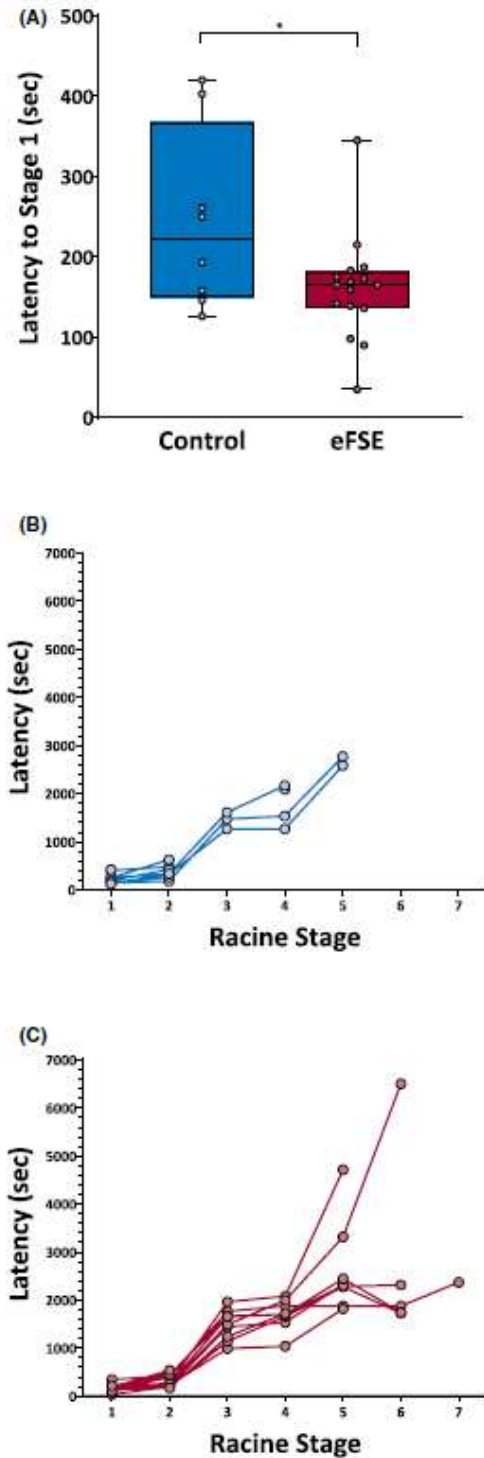 (A)
500
*
400
300
200
100
0
Latency to Stage 1 (sec)
Control eFSE
(B)
7000
6000
5000
4000
3000
2000
1000
0
Latency (sec)
1 2 3 4 5 6 7
Racine Stage
(C)
7000
6000
5000
4000
3000
2000
1000
0
Latency (sec)
1 2 3 4 5 6 7
Racine Stage